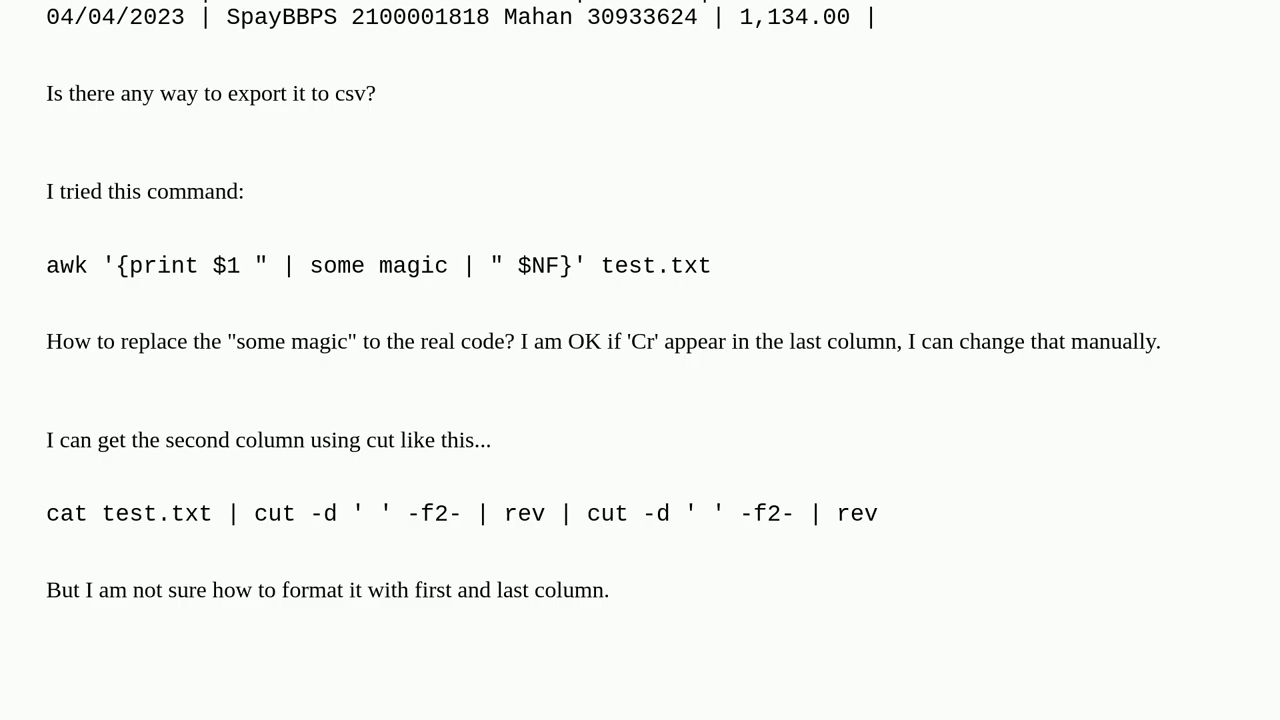 04/04/2023 | SpayBBPS 2100001818 Mahan 30933624 | 1,134.00 |
Is there any way to export it to csv?
I tried this command:
awk '{print $1 " | some magic | " $NF}' test.txt
How to replace the "some magic" to the real code? I am OK if 'Cr' appear in the last column, I can change that manually.
I can get the second column using cut like this...
cat test.txt | cut -d ' ' -f2- | rev | cut -d ' ' -f2- | rev
But I am not sure how to format it with first and last column.